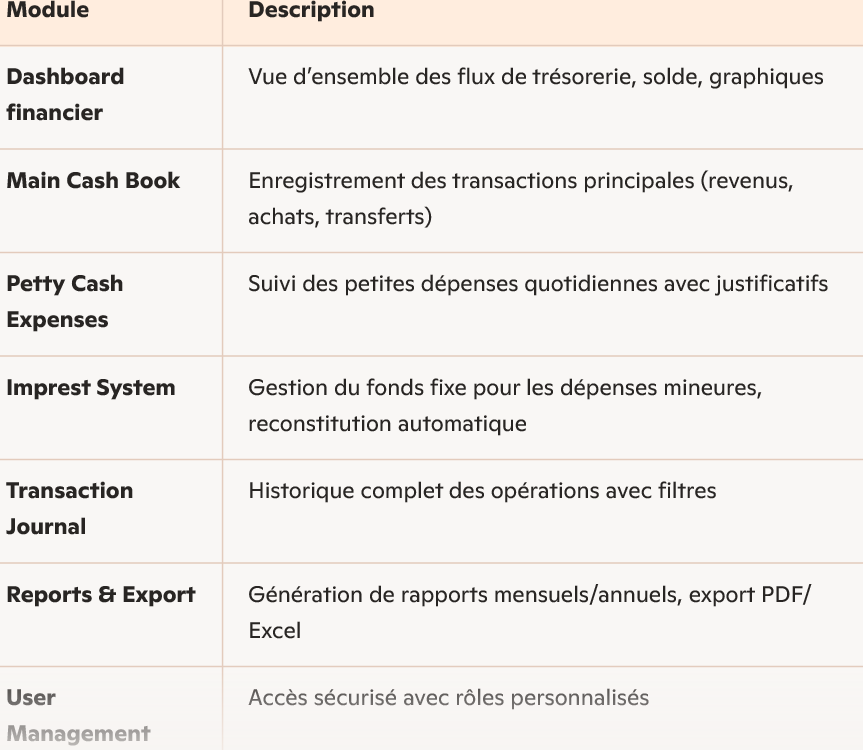 Module Description
Dashboard Vue d’ensemble des flux de trésorerie, solde, graphiques
financier
Main Cash Book Enregistrement des transactions principales (revenus,
achats, transferts)
Petty Cash Suivi des petites dépenses quotidiennes avec justificatifs
Expenses
Imprest System Gestion du fonds fixe pour les dépenses mineures,
reconstitution automatique
Transaction Historique complet des opérations avec filtres
Journal
Reports & Export Génération de rapports mensuels/annuels, export PDF/
Excel
User Accès sécurisé avec rôles personnalisés
Management